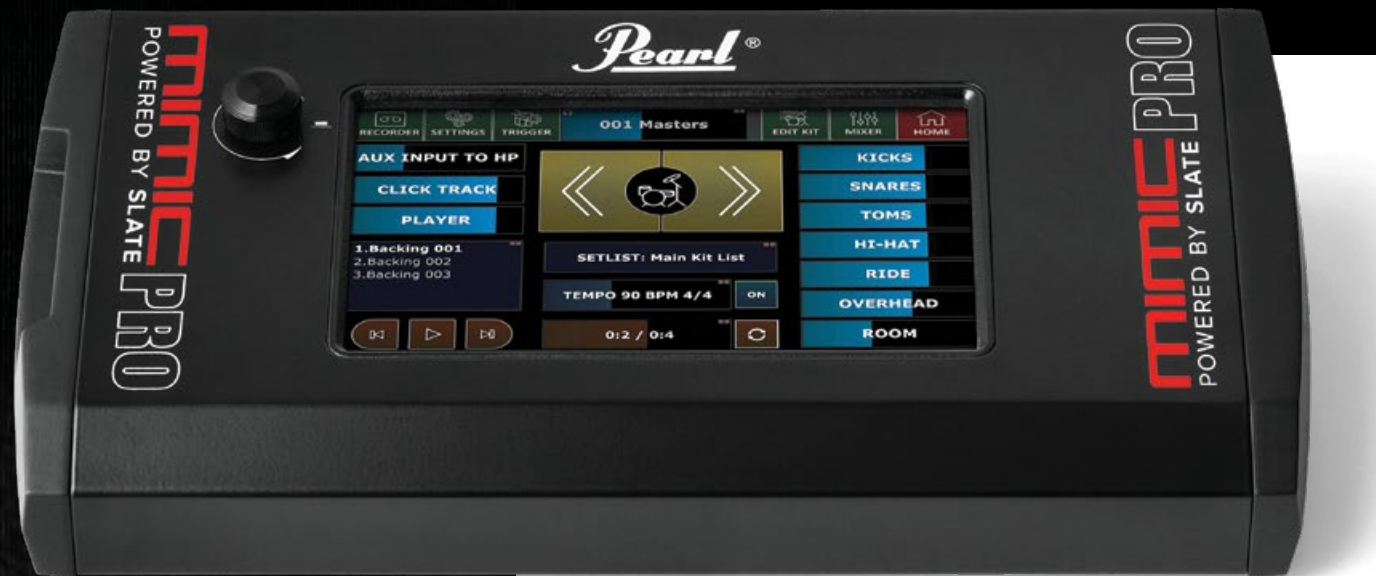 Pearl®
MIMIC PRO
POWERED BY SLATE
RECORDER SETTINGS TRIGGER 001 Masters EDIT KIT MIXER HOME
AUX INPUT TO HP
CLICK TRACK
PLAYER
1.Backing 001
2.Backing 002
3.Backing 003
SETLIST: Main Kit List
TEMPO 90 BPM 4/4 ON
0:2 / 0:4
KICKS
SNARES
TOMS
HI-HAT
RIDE
OVERHEAD
ROOM
MIMIC PRO
POWERED BY SLATE